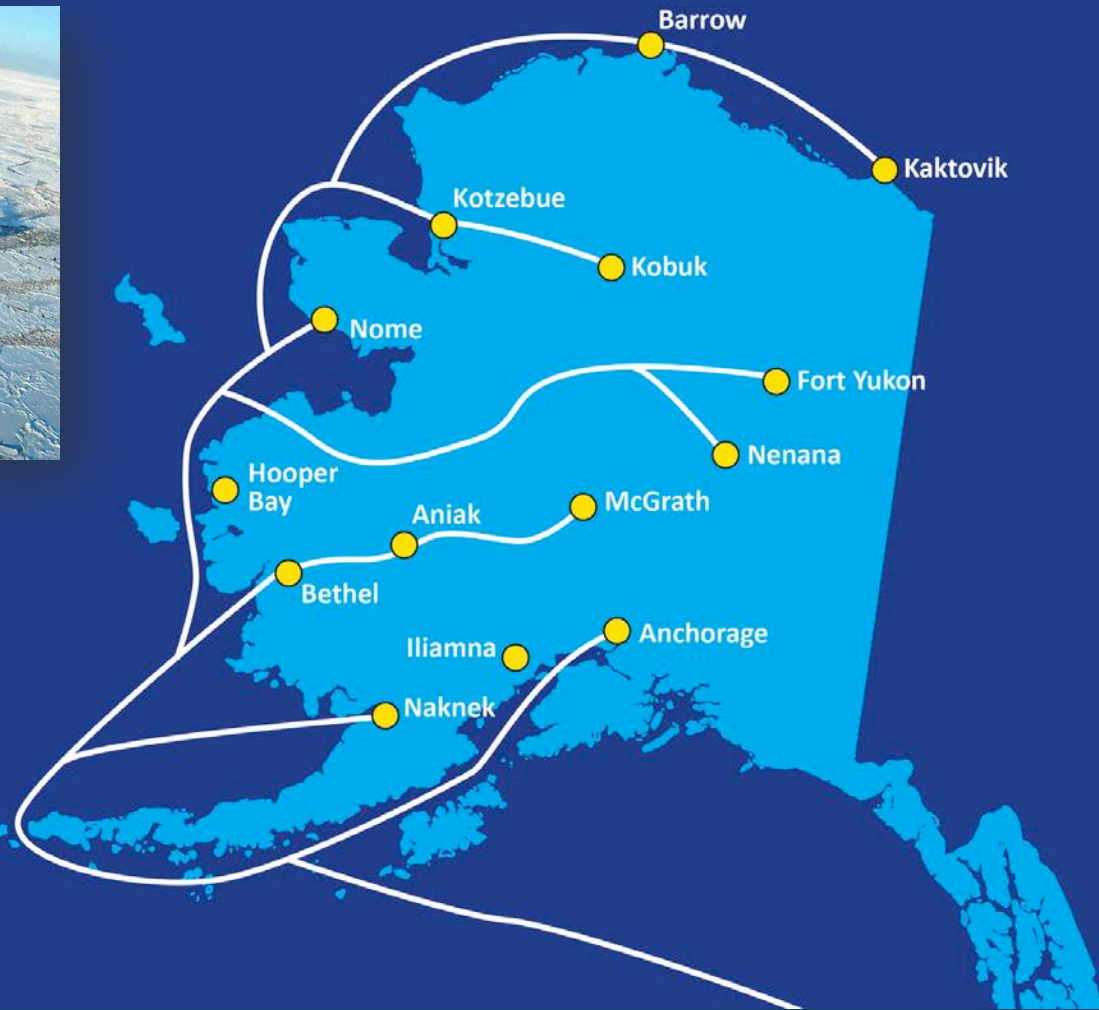 Barrow
Kaktovik
Kotzebue
Kobuk
Nome
Fort Yukon
Nenana
Hooper
Bay
McGrath
Aniak
Bethel
Anchorage
Iliamna
Naknek